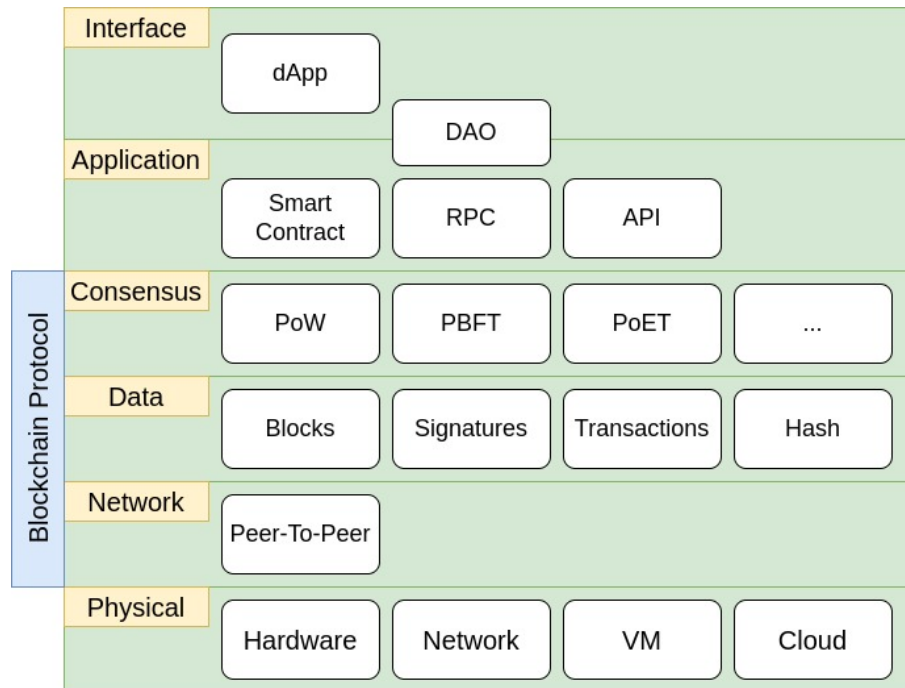 Interface
dApp
DAO
Application
Smart
Contract
RPC
API
Blockchain Protocol
Consensus
PoW
PBFT
PoET
...
Data
Blocks
Signatures
Transactions
Hash
Network
Peer-To-Peer
Physical
Hardware
Network
VM
Cloud